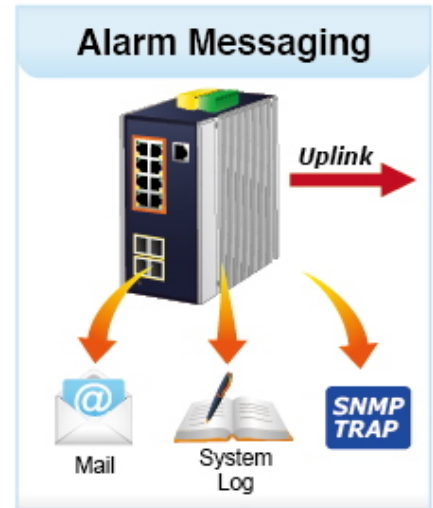 Alarm Messaging
Uplink
@
Mail
System
Log
SNMP
TRAP